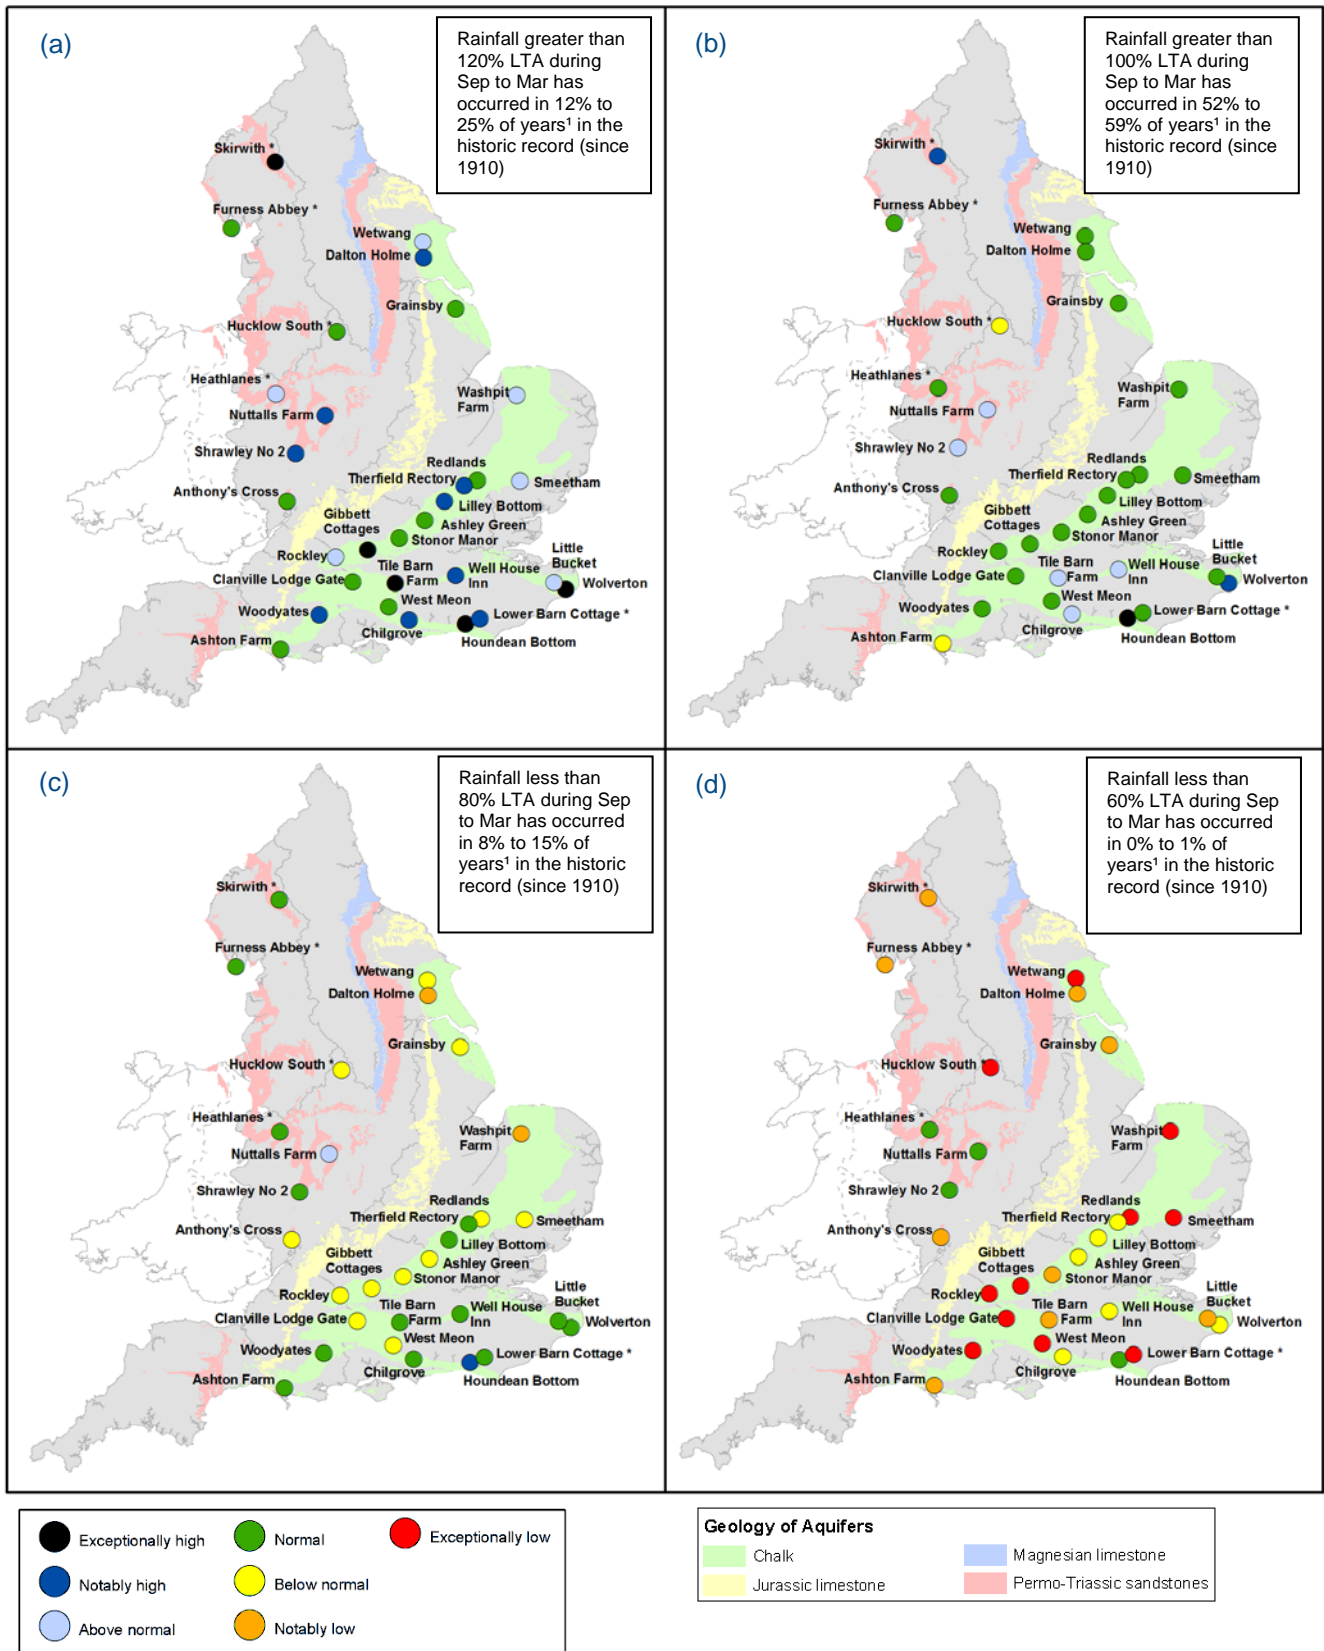 (a)
Rainfall greater than
120% LTA during
Sep to Mar has
occurred in 12% to
25% of years¹ in the
historic record (since
1910)
Skirwith *
Furness Abbey *
Wetwang
Dalton Holme
Grainsby
Hucklow South *
Heathlanes *
Washpit
Farm
Nuttalls Farm
Shrawley No 2
Redlands
Therfield Rectory
Smeetham
Anthony's Cross
Lilley Bottom
Gibbett
Cottages
Ashley Green
Stonor Manor
Rockley
Little
Bucket
Tile Barn
Farm
Well House
Inn
Clanville Lodge Gate
Wolverton
West Meon
Woodyates
Lower Barn Cottage *
Chilgrove
Ashton Farm
Houndean Bottom
(b)
Rainfall greater than
100% LTA during
Sep to Mar has
occurred in 52% to
59% of years¹ in the
historic record (since
1910)
Skirwith *
Furness Abbey *
Wetwang
Dalton Holme
Grainsby
Hucklow South *
Heathlanes *
Washpit
Farm
Nuttalls Farm
Shrawley No 2
Redlands
Therfield Rectory
Smeetham
Anthony's Cross
Lilley Bottom
Gibbett
Cottages
Ashley Green
Stonor Manor
Rockley
Little
Bucket
Tile Barn
Farm
Well House
Inn
Clanville Lodge Gate
Wolverton
West Meon
Woodyates
Lower Barn Cottage *
Chilgrove
Ashton Farm
Houndean Bottom
(c)
Rainfall less than
80% LTA during Sep
to Mar has occurred
in 8% to 15% of
years¹ in the historic
record (since 1910)
Skirwith *
Furness Abbey *
Wetwang
Dalton Holme
Grainsby
Hucklow South *
Heathlanes *
Washpit
Farm
Nuttalls Farm
Shrawley No 2
Redlands
Therfield Rectory
Smeetham
Anthony's Cross
Lilley Bottom
Gibbett
Cottages
Ashley Green
Stonor Manor
Rockley
Little
Bucket
Tile Barn
Farm
Well House
Inn
Clanville Lodge Gate
Wolverton
West Meon
Woodyates
Lower Barn Cottage *
Chilgrove
Ashton Farm
Houndean Bottom
(d)
Rainfall less than
60% LTA during Sep
to Mar has occurred
in 0% to 1% of
years¹ in the historic
record (since 1910)
Skirwith *
Furness Abbey *
Wetwang
Dalton Holme
Grainsby
Hucklow South *
Heathlanes *
Washpit
Farm
Nuttalls Farm
Shrawley No 2
Redlands
Therfield Rectory
Smeetham
Anthony's Cross
Lilley Bottom
Gibbett
Cottages
Ashley Green
Stonor Manor
Rockley
Little
Bucket
Tile Barn
Farm
Well House
Inn
Clanville Lodge Gate
Wolverton
West Meon
Woodyates
Lower Barn Cottage *
Chilgrove
Ashton Farm
Houndean Bottom
Exceptionally high
Normal
Exceptionally low
Notably high
Below normal
Above normal
Notably low
Geology of Aquifers
Chalk
Magnesian limestone
Jurassic limestone
Permo-Triassic sandstones